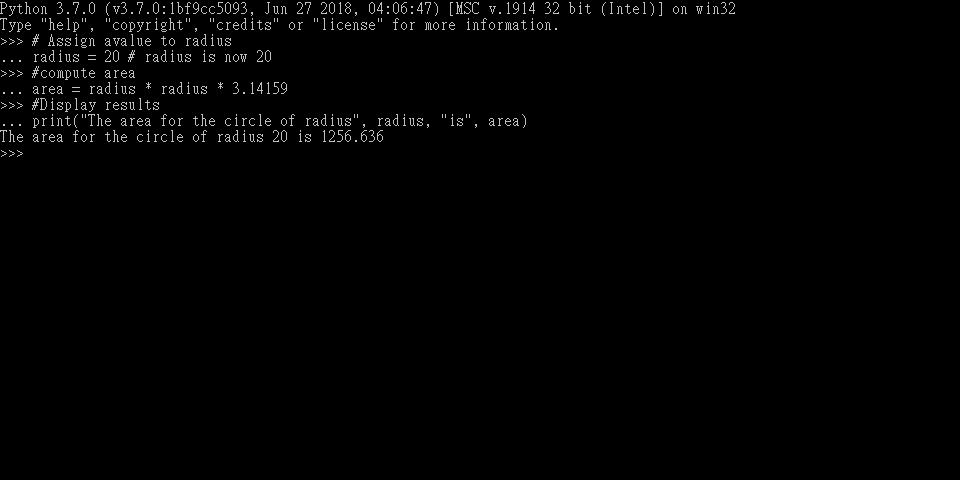 Python 3.7.0 (v3.7.0:1bf9cc5093, Jun 27 2018, 04:06:47) [MSC v.1914 32 bit (Intel)] on win32
Type "help", "copyright", "credits" or "license" for more information.
>>> # Assign avalue to radius
... radius = 20 # radius is now 20
>>> #compute area
... area = radius * radius * 3.14159
>>> #Display results
... print("The area for the circle of radius", radius, "is", area)
The area for the circle of radius 20 is 1256.636
>>>